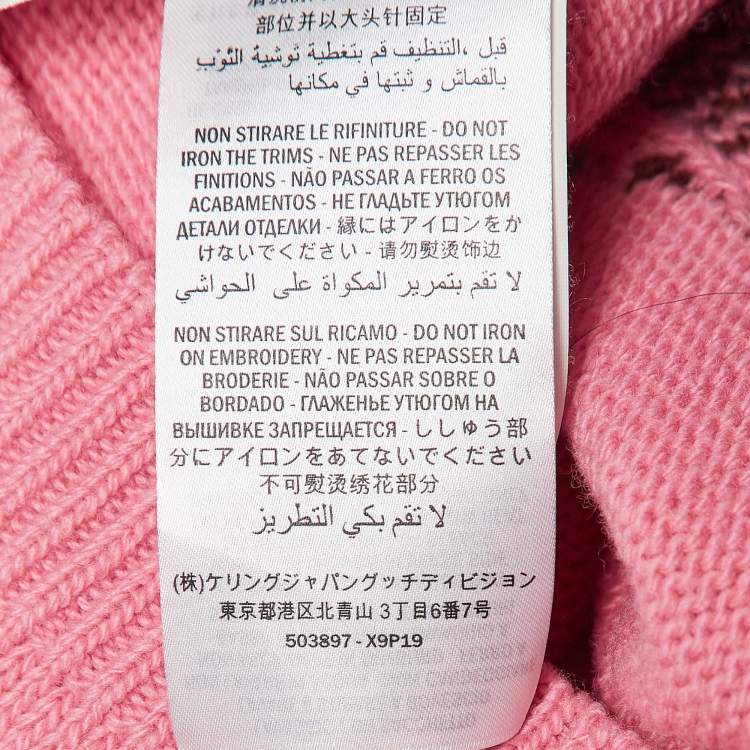 部位并以大头针固定
قبل ،التنظيف قم بتغطية توشية الثَّوْبِ
بالقماش و ثبتها في مكانها
NON STIRARE LE RIFINITURE - DO NOT
IRON THE TRIMS - NE PAS REPASSER LES
FINITIONS - NÃO PASSAR A FERRO OS
ACABAMENTOS - НЕ ГЛАДЬТЕ УТЮГОМ
ДЕТАЛИ ОТДЕЛКИ - 縁にはアイロンをか
けないでください - 请勿熨烫饰边
لا تقم بتمرير المكواة على الحواشي
NON STIRARE SUL RICAMO - DO NOT IRON
ON EMBROIDERY - NE PAS REPASSER LA
BRODERIE - NÃO PASSAR SOBRE O
BORDADO - ГЛАЖЕНЬЕ УТЮГОМ НА
ВЫШИВКЕ ЗАПРЕЩАЕТСЯ - ししゅう部
分にアイロンをあてないでください
不可熨烫绣花部分
لا تقم بكي التطريز
(株)ケリングジャパングッチディビジョン
東京都港区北青山 3丁目6番7号
503897 - X9P19